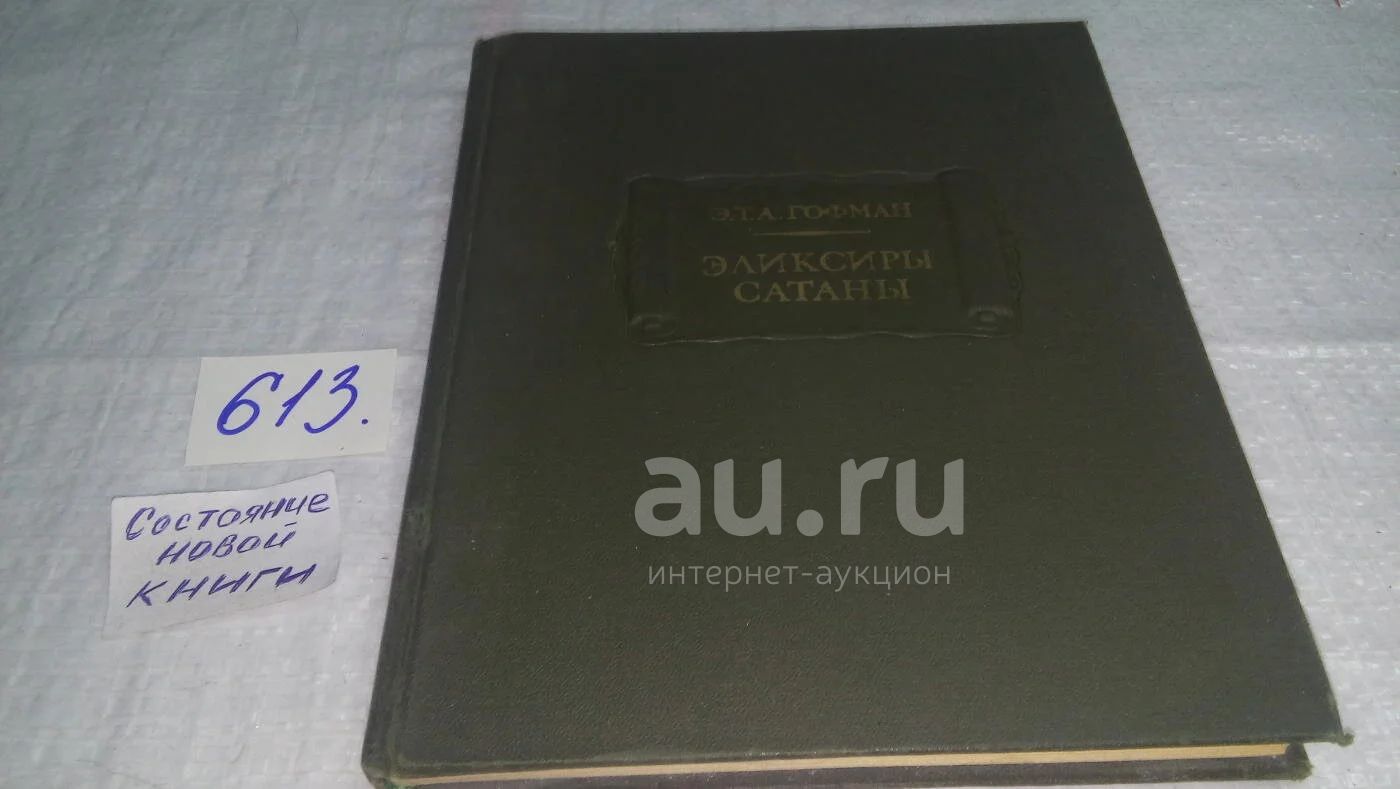 Э.Т.А. ГОФМАН
ЭЛИКСИРЫ
САТАНЫ
613.
Состояние
новой
книги
au.ru
интернет-аукцион